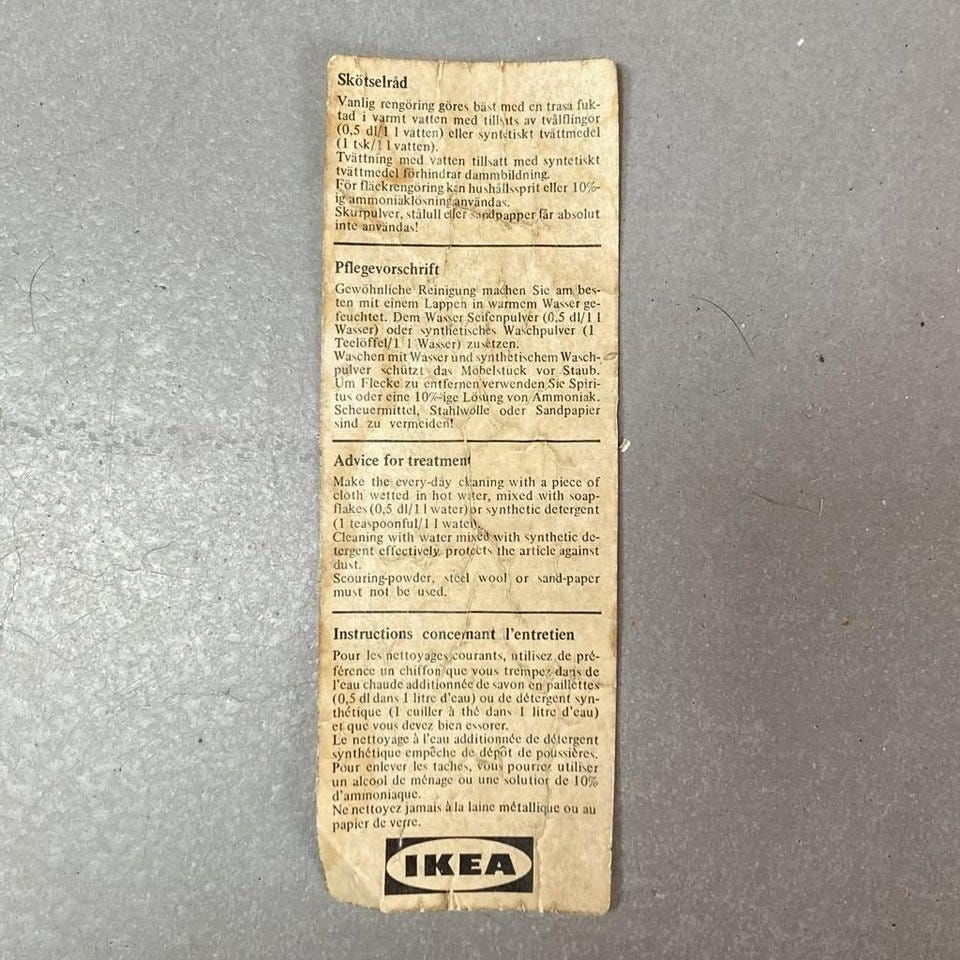 Skötselråd
Vanlig rengöring göres bäst med en trasa fuk-
tad i varmt vatten med tillsats av tvålflingor
(0,5 dl/1 l vatten) eller syntetiskt tvättmedel
(1 tsk/1 l vatten).
Tvättning med vatten tillsatt med syntetiskt
tvättmedel förhindrar dammbildning.
För fläckrengöring kan hushållssprit eller 10%-
ig ammoniaklösning användas.
Skurpulver, stålull eller sandpapper får absolut
inte användas!
Pflegevorschrift
Gewöhnliche Reinigung machen Sie am bes-
ten mit einem Lappen in warmem Wasser ge-
feuchtet. Dem Wasser Seifenpulver (0,5 dl/1 l
Wasser) oder synthetisches Waschpulver (1
Teelöffel/1 l Wasser) zusetzen.
Waschen mit Wasser und synthetischem Wasch-
pulver schützt das Möbelstück vor Staub.
Um Flecke zu entfernen verwenden Sie Spiri-
tus oder eine 10%-ige Lösung von Ammoniak.
Scheuermittel, Stahlwolle oder Sandpapier
sind zu vermeiden!
Advice for treatment
Make the every-day cleaning with a piece of
cloth wetted in hot water, mixed with soap-
flakes (0,5 dl/1 l water) or synthetic detergent
(1 teaspoonful/1 l water).
Cleaning with water mixed with synthetic de-
tergent effectively protects the article against
dust.
Scouring-powder, steel wool or sand-paper
must not be used.
Instructions concernant l'entretien
Pour les nettoyages courants, utilisez de pré-
férence un chiffon que vous trempez dans de
l'eau chaude additionnée de savon en paillettes
(0,5 dl dans 1 litre d'eau) ou de détergent syn-
thétique (1 cuiller à thé dans 1 litre d'eau)
et que vous devez bien essorer.
Le nettoyage à l'eau additionnée de détergent
synthétique empêche de dépôt de poussières.
Pour enlever les taches, vous pourrez utiliser
un alcool de ménage ou une solution de 10%
d'ammoniaque.
Ne nettoyez jamais à la laine métallique ou au
papier de verre.
IKEA